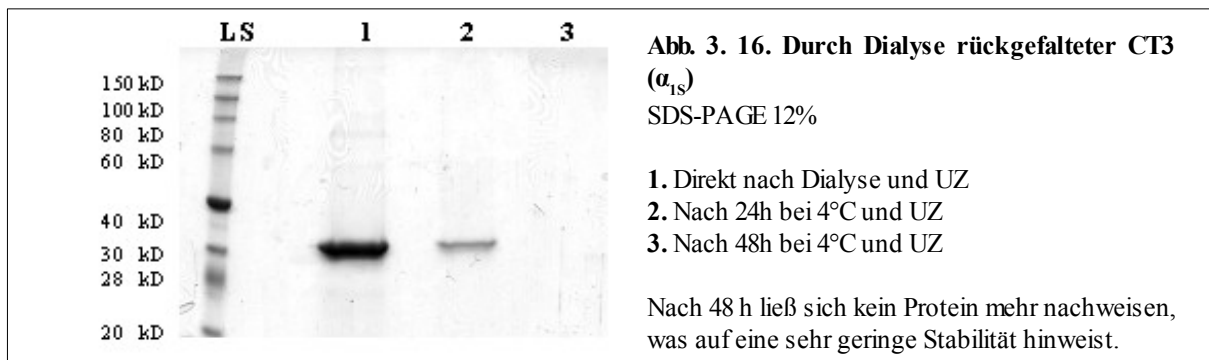 L S 1 2 3
150 kD
100 kD
80 kD
60 kD
40 kD
30 kD
28 kD
20 kD
Abb. 3. 16. Durch Dialyse rückgefalteter CT3
(α1S)
SDS-PAGE 12%
1. Direkt nach Dialyse und UZ
2. Nach 24h bei 4°C und UZ
3. Nach 48h bei 4°C und UZ
Nach 48 h ließ sich kein Protein mehr nachweisen,
was auf eine sehr geringe Stabilität hinweist.